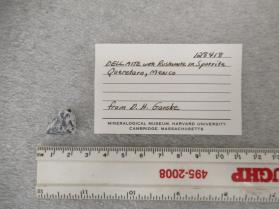 128418
DELLAITE with Rustumite in Spurrite
Queretaro, Mexico
from D. H. Garske
MINERALOGICAL MUSEUM, HARVARD UNIVERSITY
CAMBRIDGE, MASSACHUSETTS
495-2008